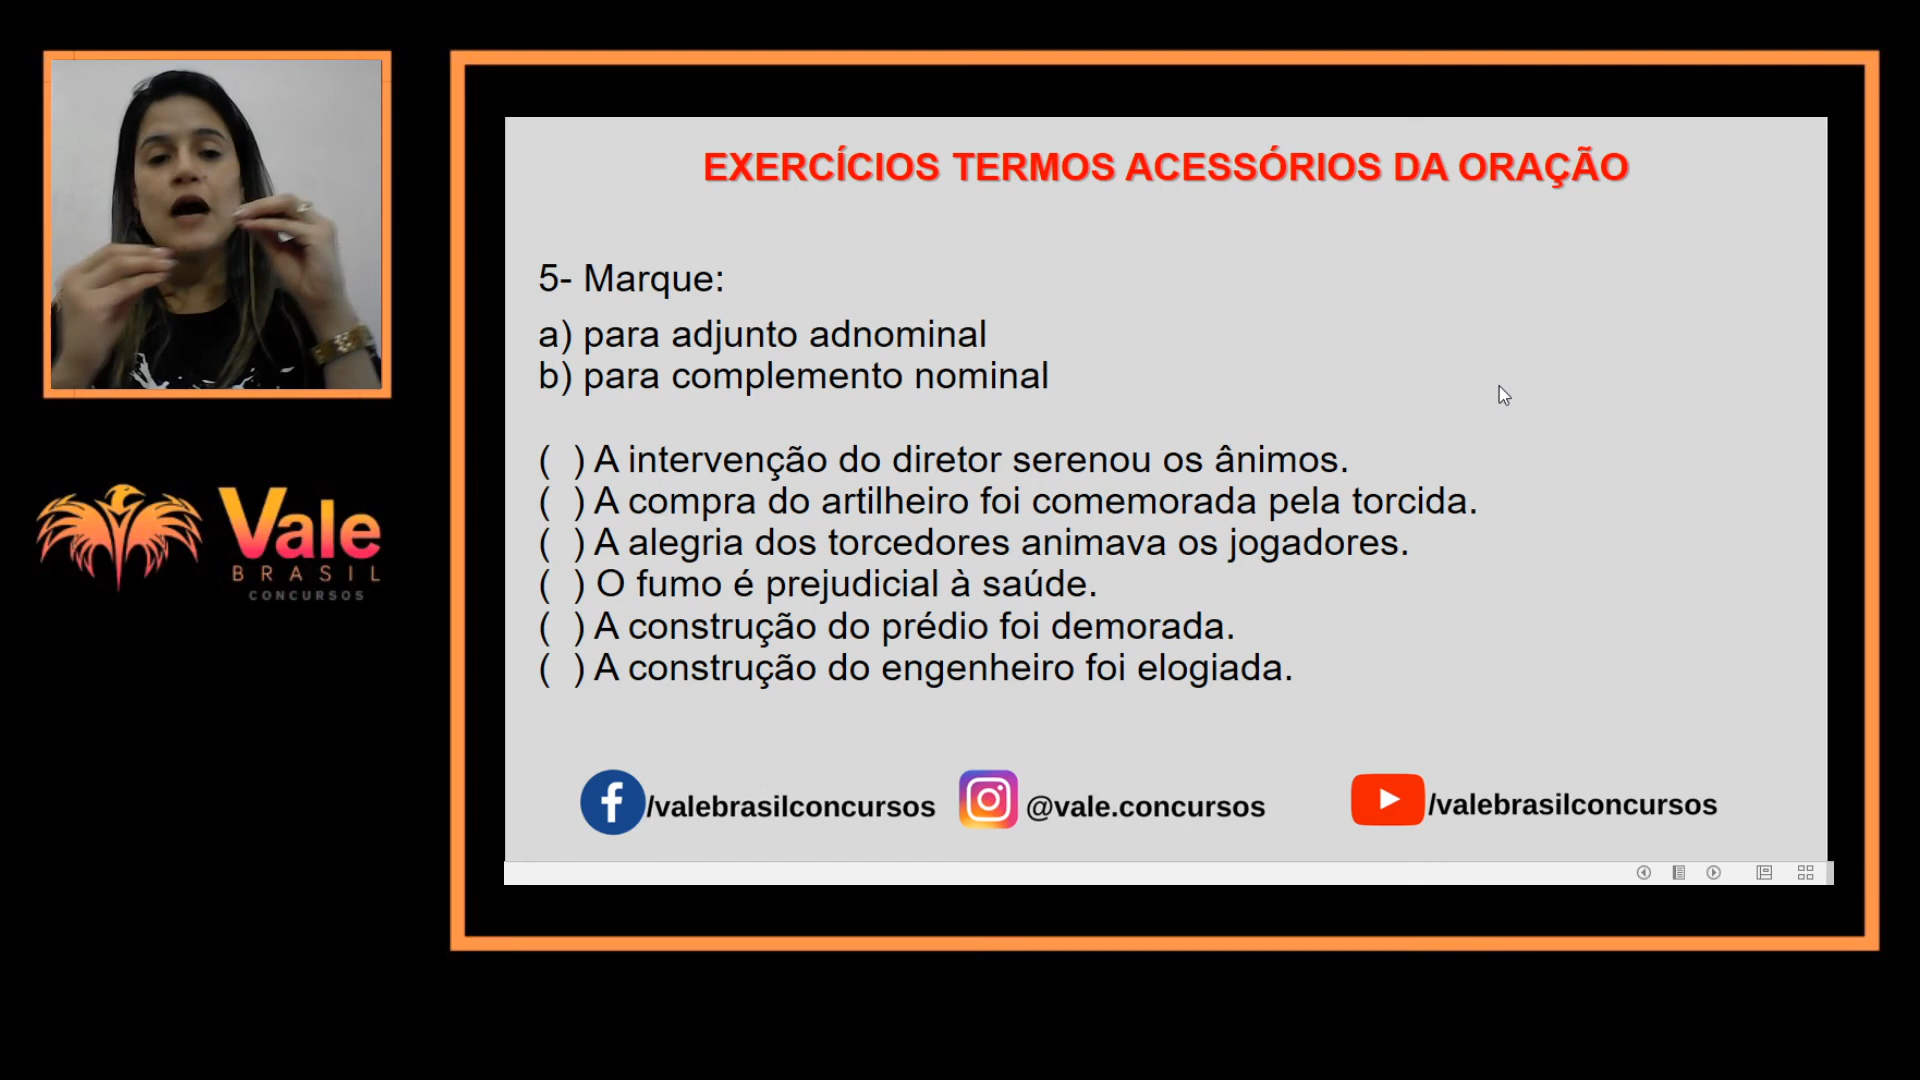 EXERCÍCIOS TERMOS ACESSÓRIOS DA ORAÇÃO
5- Marque:
a) para adjunto adnominal
b) para complemento nominal
(  ) A intervenção do diretor serenou os ânimos.
(  ) A compra do artilheiro foi comemorada pela torcida.
(  ) A alegria dos torcedores animava os jogadores.
(  ) O fumo é prejudicial à saúde.
(  ) A construção do prédio foi demorada.
(  ) A construção do engenheiro foi elogiada.
Vale
BRASIL
CONCURSOS
/valebrasilconcursos @vale.concursos /valebrasilconcursos